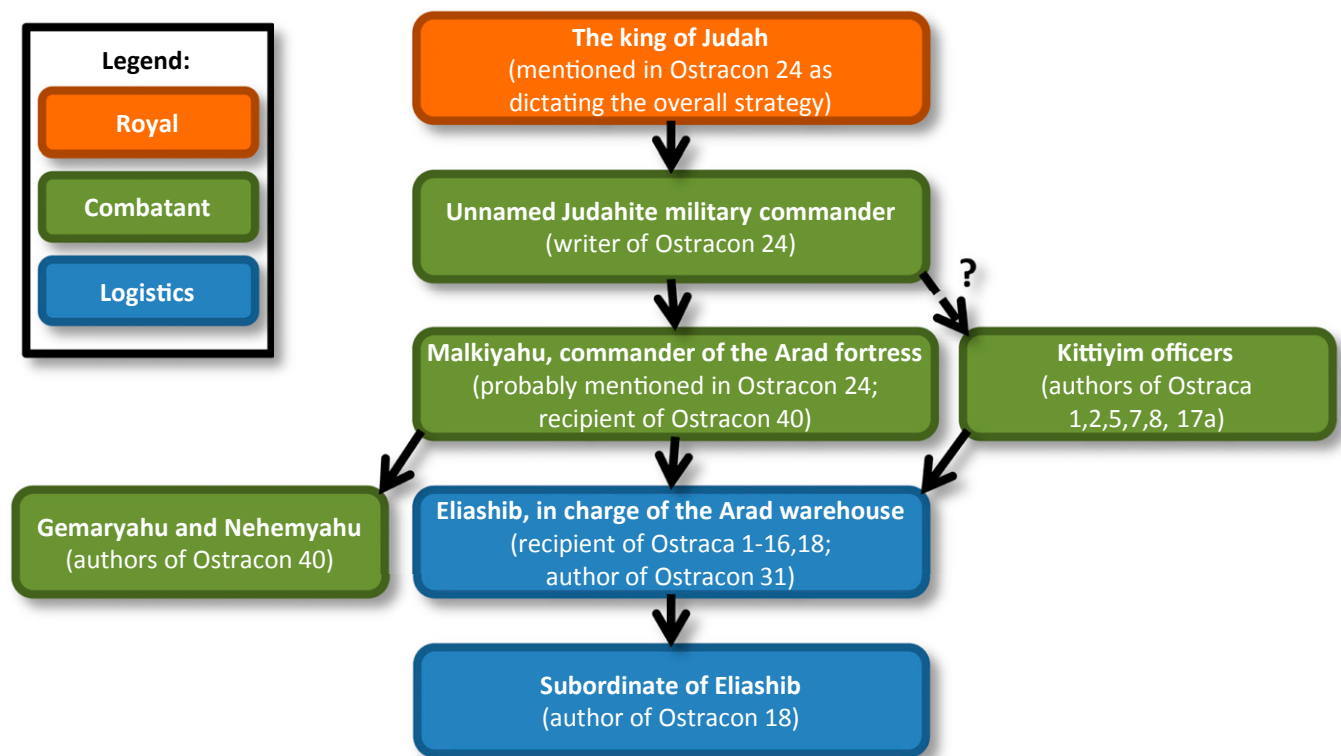 Legend:
Royal
Combatant
Logistics
The king of Judah
(mentioned in Ostracon 24 as
dictating the overall strategy)
Unnamed Judahite military commander
(writer of Ostracon 24)
?
Malkiyahu, commander of the Arad fortress
(probably mentioned in Ostracon 24;
recipient of Ostracon 40)
Kittiyim officers
(authors of Ostraca
1,2,5,7,8, 17a)
Gemaryahu and Nehemyahu
(authors of Ostracon 40)
Eliashib, in charge of the Arad warehouse
(recipient of Ostraca 1-16,18;
author of Ostracon 31)
Subordinate of Eliashib
(author of Ostracon 18)